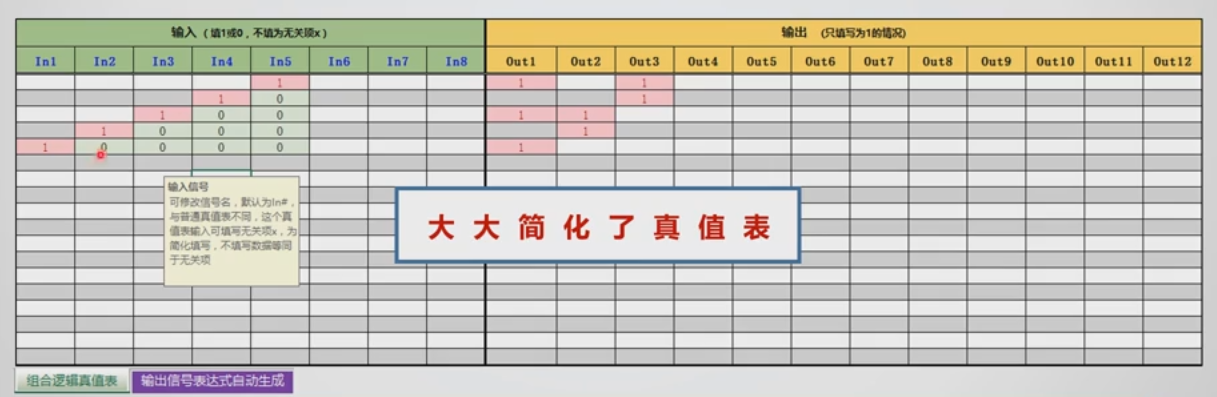 输入（填1或0，不填为无关项x） 输出 (只填写为1的情况)
In1 In2 In3 In4 In5 In6 In7 In8 Out1 Out2 Out3 Out4 Out5 Out6 Out7 Out8 Out9 Out10 Out11 Out12
1 1 1
1 0 1
1 0 0 1 1
1 0 0 0 1
1 0 0 0 0 1
输入信号
可修改信号名，默认为In#，
与普通真值表不同，这个真
值表输入可填写无关项x，为
简化填写，不填写数据等同
于无关项
大大简化了真值表
组合逻辑真值表 输出信号表达式自动生成